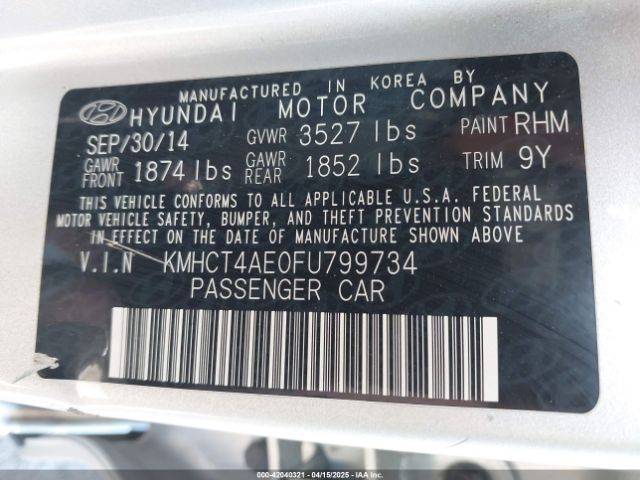 MANUFACTURED IN KOREA BY
HYUNDAI MOTOR COMPANY
SEP/30/14 GVWR 3527 lbs PAINT RHM
GAWR FRONT 1874 lbs GAWR REAR 1852 lbs TRIM 9Y
THIS VEHICLE CONFORMS TO ALL APPLICABLE U.S.A. FEDERAL
MOTOR VEHICLE SAFETY, BUMPER, AND THEFT PREVENTION STANDARDS
IN EFFECT ON THE DATE OF MANUFACTURE SHOWN ABOVE
V.I.N KMHCT4AE0FU799734
PASSENGER CAR
000-42040321 - 04/15/2025 - IAAI.COM